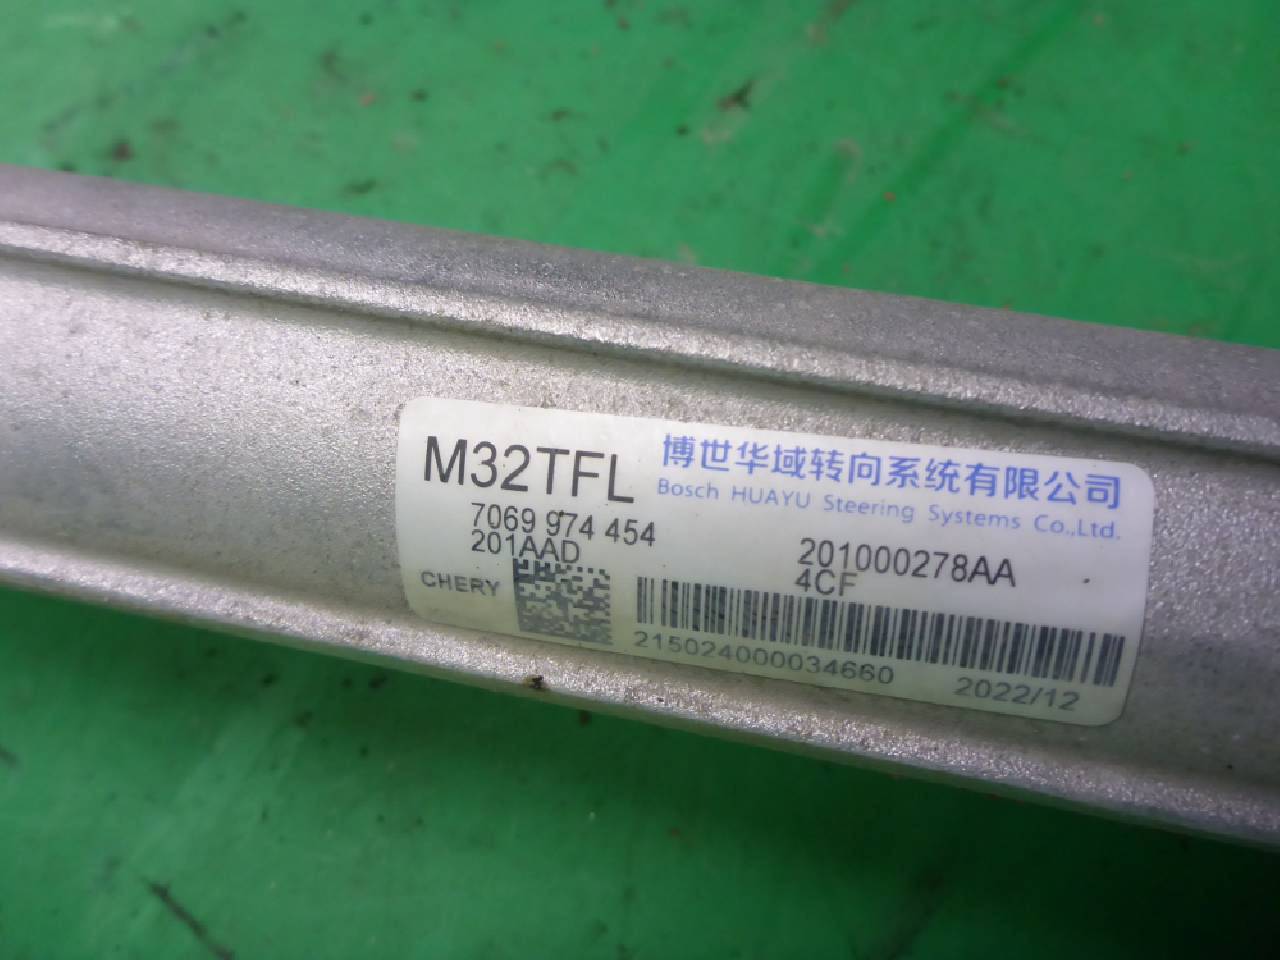 M32TFL
博世华域转向系统有限公司
Bosch HUAYU Steering Systems Co.,Ltd.
7069 974 454
201AAD
201000278AA
4CF
CHERY
215024000034660
2022/12